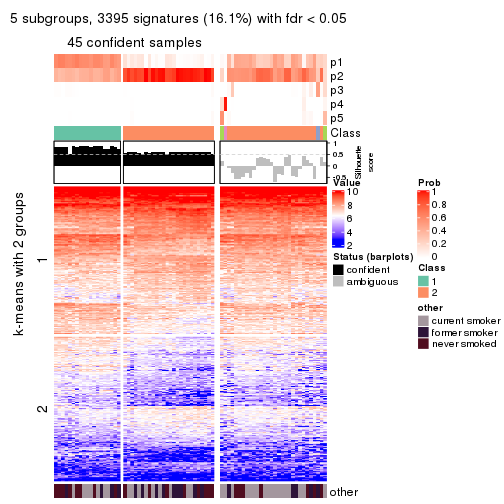 5 subgroups, 3395 signatures (16.1%) with fdr < 0.05
45 confident samples
p1
p2
p3
p4
p5
Class
1
0.5
0
-0.5
Silhouette
score
k-means with 2 groups
1
2
Value
10
8
6
4
2
Status (barplots)
confident
ambiguous
Prob
1
0.8
0.6
0.4
0.2
0
Class
1
2
other
current smoker
former smoker
never smoked
other